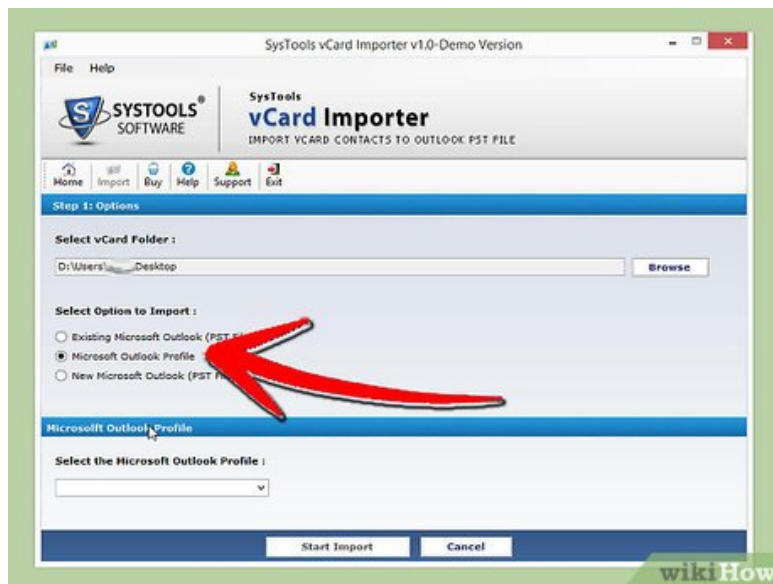 SysTools vCard Importer v1.0-Demo Version
File Help
SYSTOOLS®
SOFTWARE
SysTools
vCard Importer
IMPORT VCARD CONTACTS TO OUTLOOK PST FILE
Home Import Buy Help Support Exit
Step 1: Options
Select vCard Folder :
D:\Users\ Desktop
Browse
Select Option to Import :
Existing Microsoft Outlook (PST
Microsoft Outlook Profile
New Microsoft Outlook (PST
Microsolft Outlook Profile
Select the Microsoft Outlook Profile :
Start Import Cancel
wikiHow